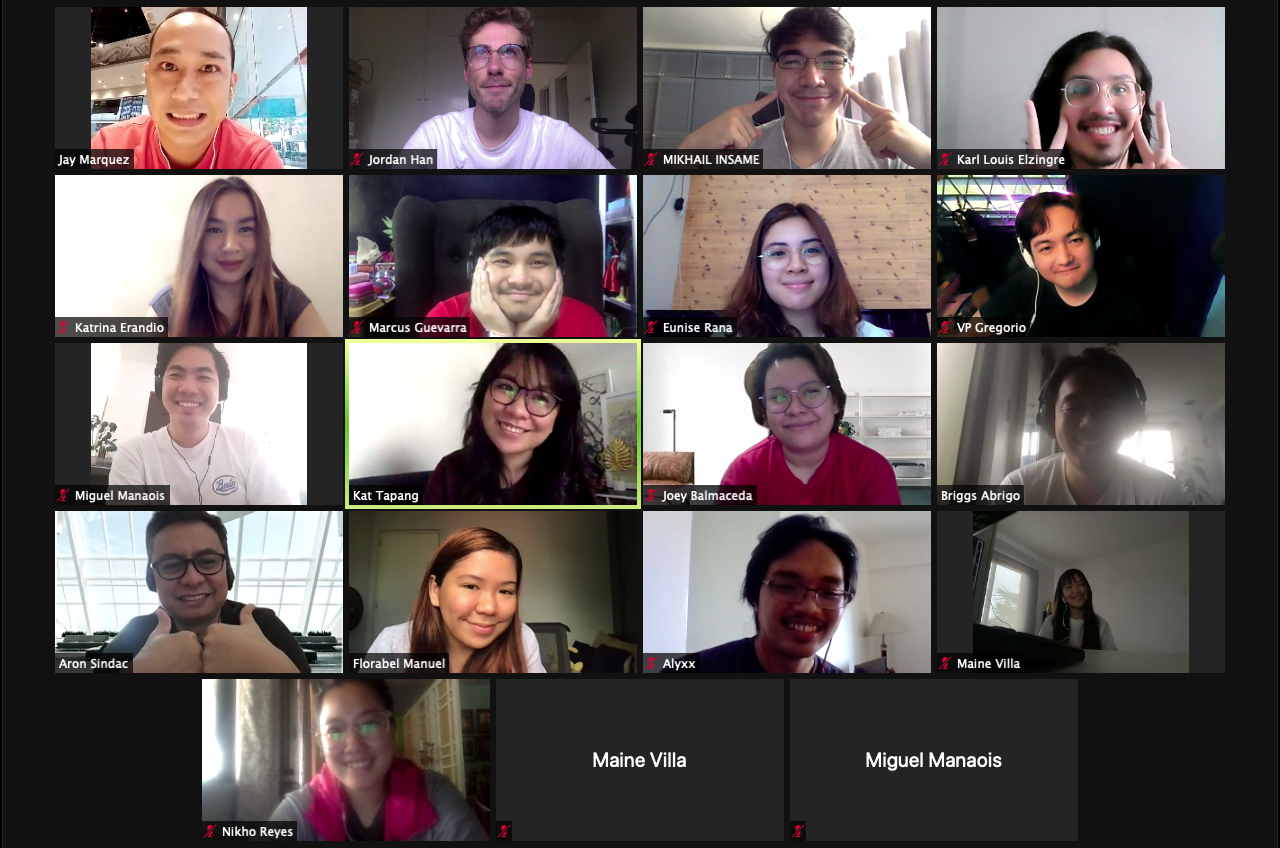 Jay Marquez
Jordan Han
MIKHAIL INSAME
Karl Louis Elzingre
Katrina Erandio
Marcus Guevarra
Eunise Rana
VP Gregorio
Miguel Manaois
Kat Tapang
Joey Balmaceda
Briggs Abrigo
Aron Sindac
Florabel Manuel
Alyxx
Maine Villa
Nikho Reyes
Maine Villa
Miguel Manaois